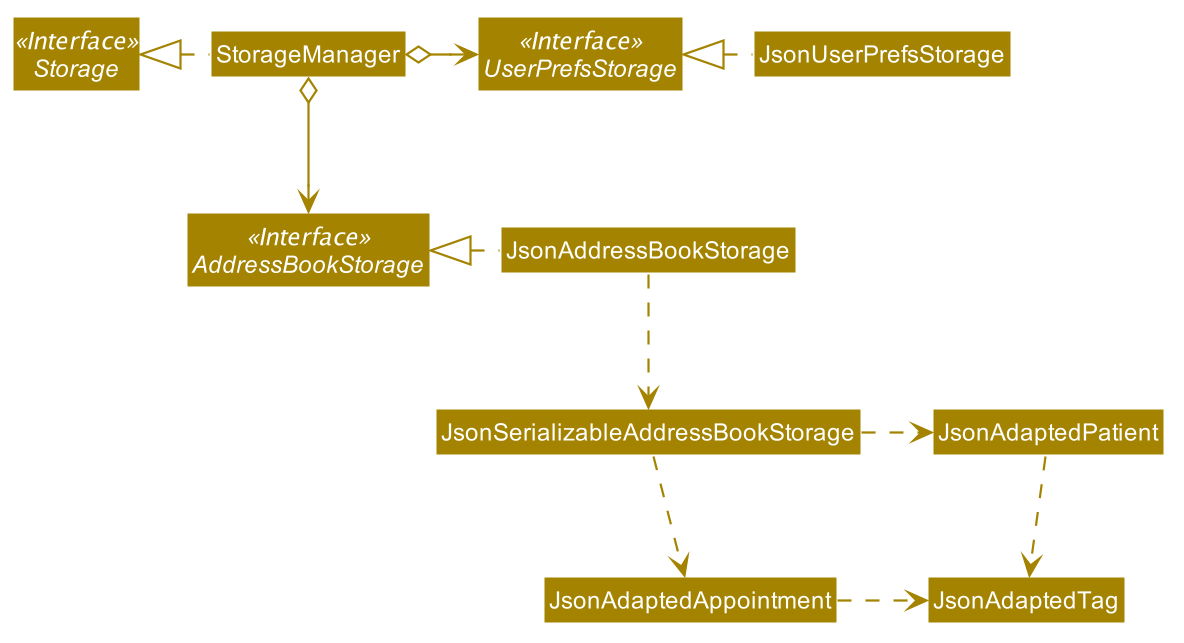 «Interface»
Storage
StorageManager
«Interface»
UserPrefsStorage
JsonUserPrefsStorage
«Interface»
AddressBookStorage
JsonAddressBookStorage
JsonSerializableAddressBookStorage
JsonAdaptedPatient
JsonAdaptedAppointment
JsonAdaptedTag